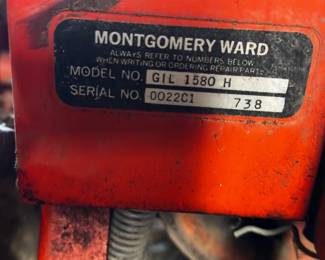 MONTGOMERY WARD
ALWAYS REFER TO NUMBERS BELOW
WHEN WRITING OR ORDERING REPAIR PARTS
MODEL NO. GIL 1580 H
SERIAL NO. 0022C1 738